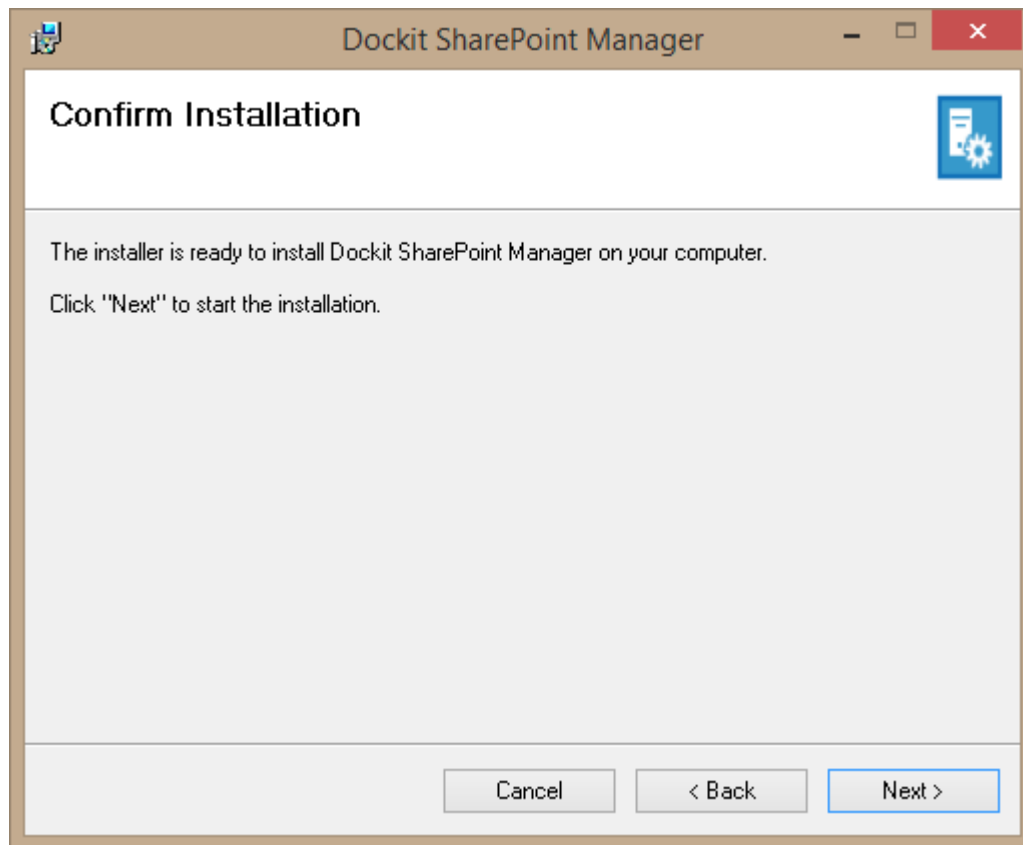 Dockit SharePoint Manager
Confirm Installation
The installer is ready to install Dockit SharePoint Manager on your computer.
Click "Next" to start the installation.
Cancel
< Back
Next >